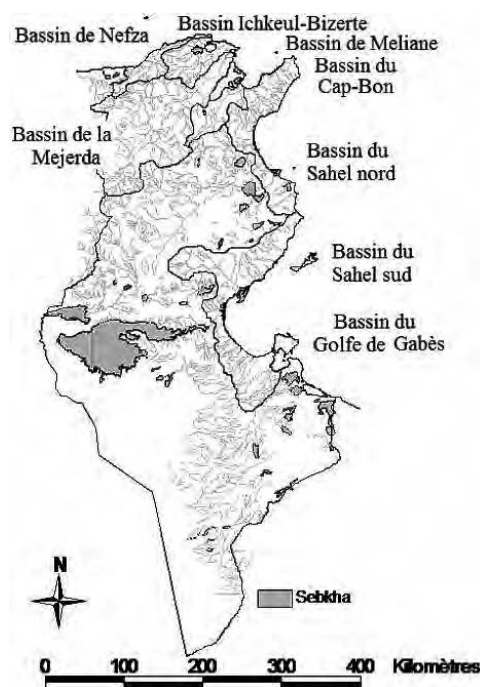 Bassin Ichkeul-Bizerte
Bassin de Nefza
Bassin de Meliane
Bassin du
Cap-Bon
Bassin de la
Mejerda
Bassin du
Sahel nord
Bassin du
Sahel sud
Bassin du
Golfe de Gabès
N
Sebkha
0 100 200 300 400 Kilomètres